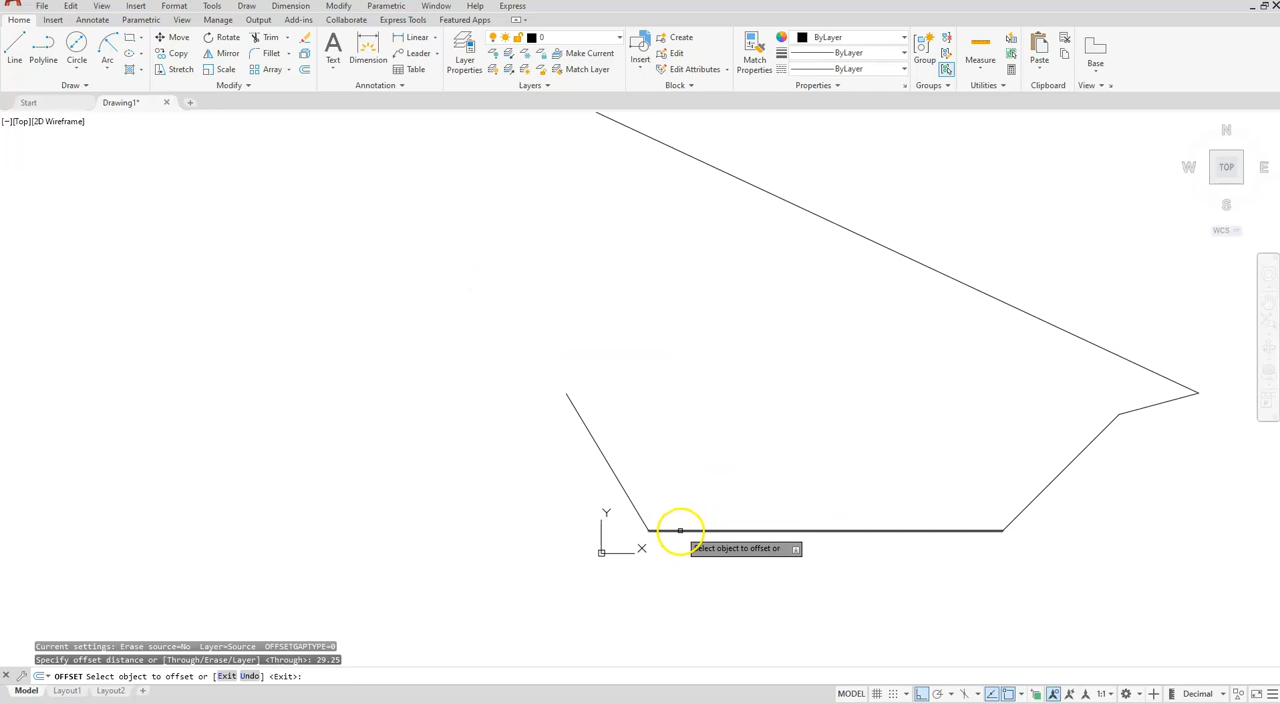 File Edit View Insert Format Tools Draw Dimension Modify Parametric Window Help Express
Home Insert Annotate Parametric View Manage Output Add-ins Collaborate Express Tools Featured Apps
Line Polyline Circle Arc
Move Rotate Trim
Copy Mirror Fillet
Stretch Scale Array
Draw Modify
Text Dimension
Linear
Leader
Table
Annotation
Layer Properties
0
Make Current
Match Layer
Layers
Insert
Create
Edit
Edit Attributes
Block
Match Properties
ByLayer
ByLayer
ByLayer
Properties
Group
Groups
Measure
Utilities
Paste
Clipboard
Base
View
Start Drawing1*
[−][Top][2D Wireframe]
N
W TOP E
S
WCS
Y
X
Select object to offset or
Current settings: Erase source=No Layer=Source OFFSETGAPTYPE=0
Specify offset distance or [Through/Erase/Layer] <Through>: 29.25
OFFSET Select object to offset or [Exit Undo] <Exit>:
Model Layout1 Layout2
MODEL 1:1 Decimal